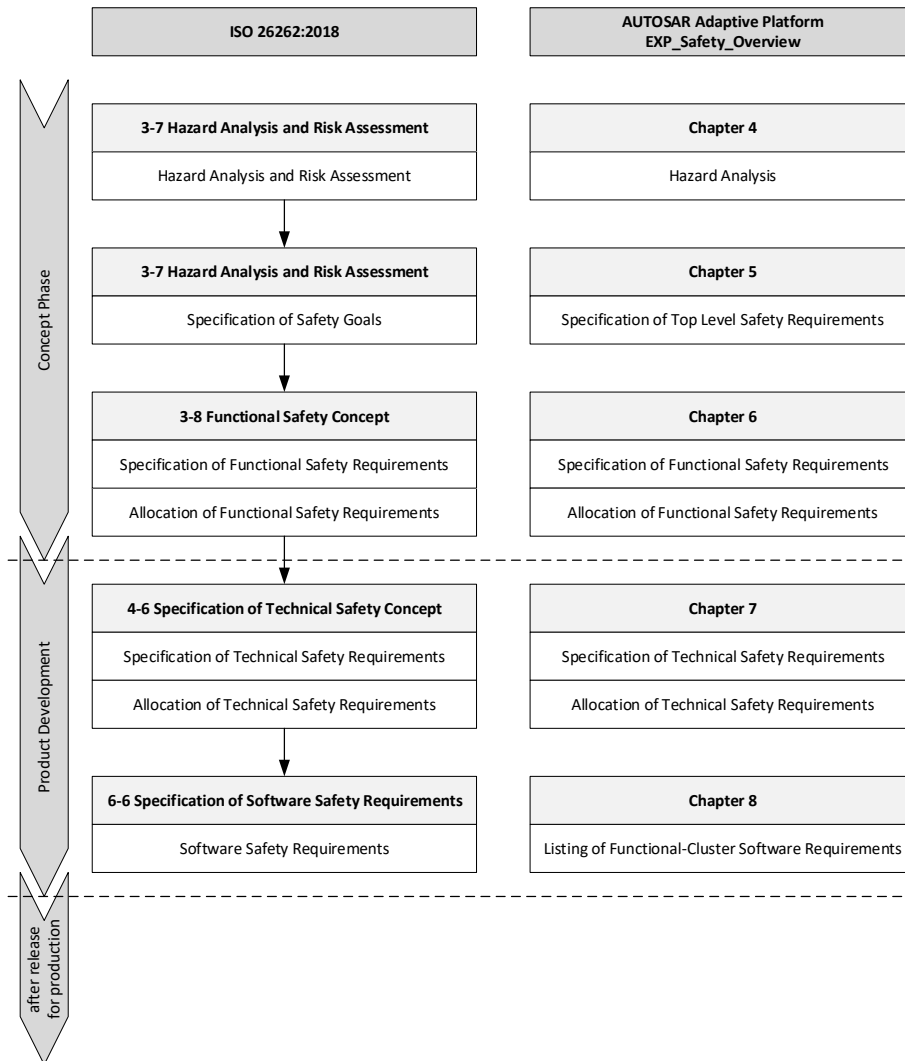 ISO 26262:2018
AUTOSAR Adaptive Platform
EXP_Safety_Overview
Concept Phase
3-7 Hazard Analysis and Risk Assessment
Hazard Analysis and Risk Assessment
Chapter 4
Hazard Analysis
3-7 Hazard Analysis and Risk Assessment
Specification of Safety Goals
Chapter 5
Specification of Top Level Safety Requirements
3-8 Functional Safety Concept
Specification of Functional Safety Requirements
Allocation of Functional Safety Requirements
Chapter 6
Specification of Functional Safety Requirements
Allocation of Functional Safety Requirements
Product Development
4-6 Specification of Technical Safety Concept
Specification of Technical Safety Requirements
Allocation of Technical Safety Requirements
Chapter 7
Specification of Technical Safety Requirements
Allocation of Technical Safety Requirements
6-6 Specification of Software Safety Requirements
Software Safety Requirements
Chapter 8
Listing of Functional-Cluster Software Requirements
after release
for production